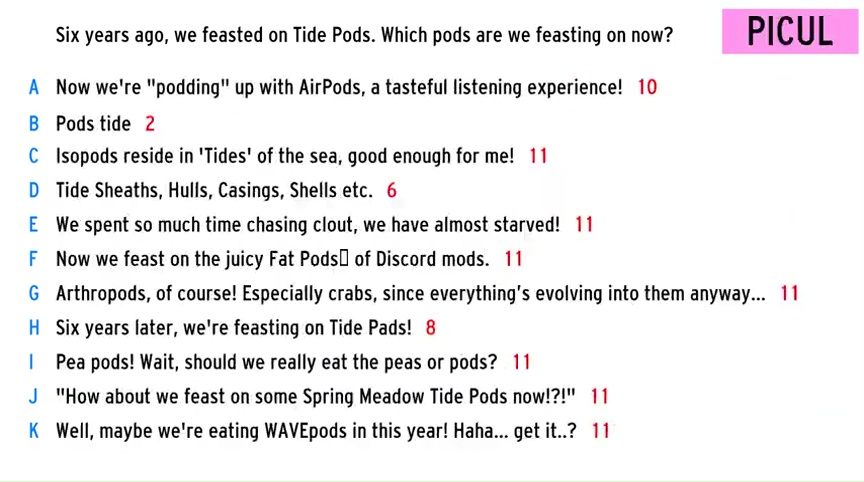 Six years ago, we feasted on Tide Pods. Which pods are we feasting on now?
PICUL
A Now we're "podding" up with AirPods, a tasteful listening experience! 10
B Pods tide 2
C Isopods reside in 'Tides' of the sea, good enough for me! 11
D Tide Sheaths, Hulls, Casings, Shells etc. 6
E We spent so much time chasing clout, we have almost starved! 11
F Now we feast on the juicy Fat Pods▯ of Discord mods. 11
G Arthropods, of course! Especially crabs, since everything's evolving into them anyway... 11
H Six years later, we're feasting on Tide Pads! 8
I Pea pods! Wait, should we really eat the peas or pods? 11
J "How about we feast on some Spring Meadow Tide Pods now!?!" 11
K Well, maybe we're eating WAVEpods in this year! Haha... get it..? 11